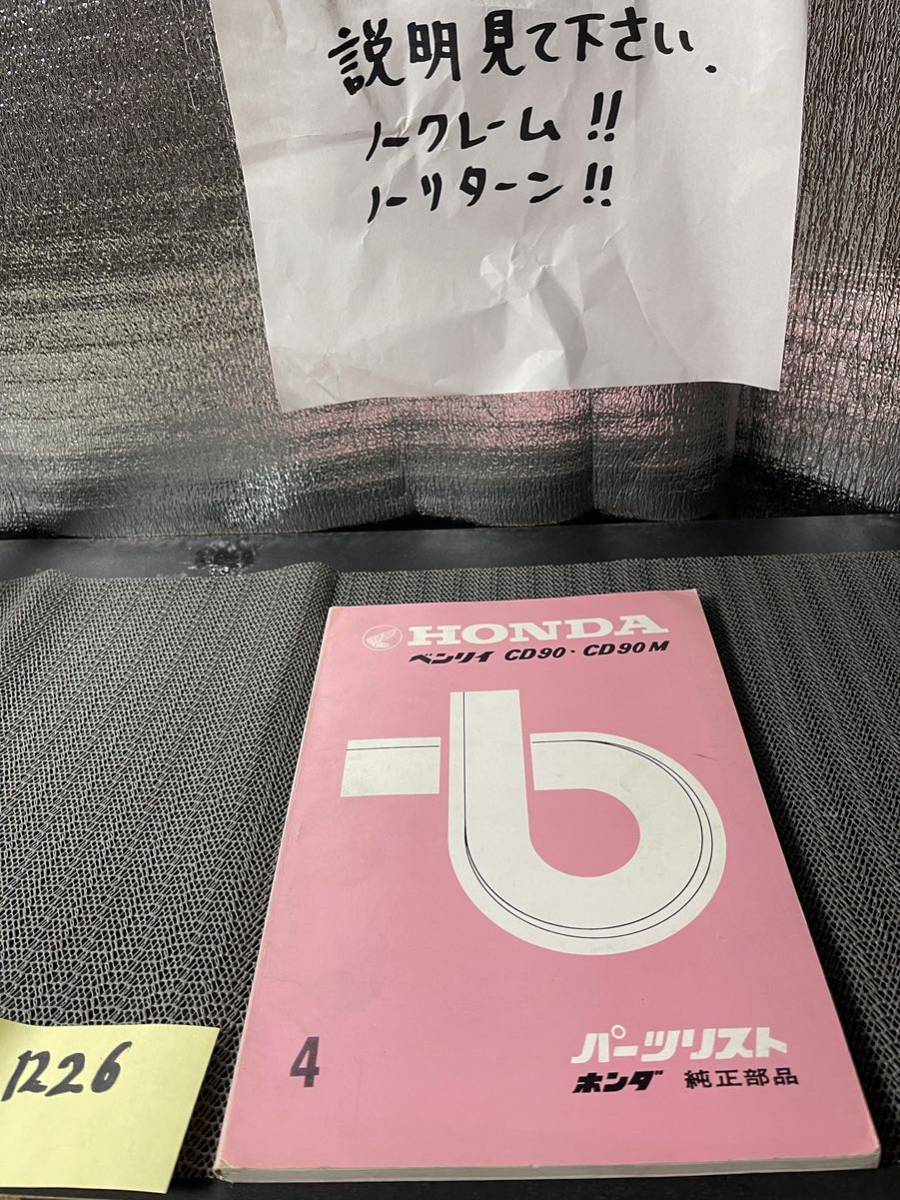 説明見て下さい.
ノークレーム!!
ノーリターン!!
HONDA
ベンリイ CD90・CD90M
4
パーツリスト
ホンダ 純正部品
1226